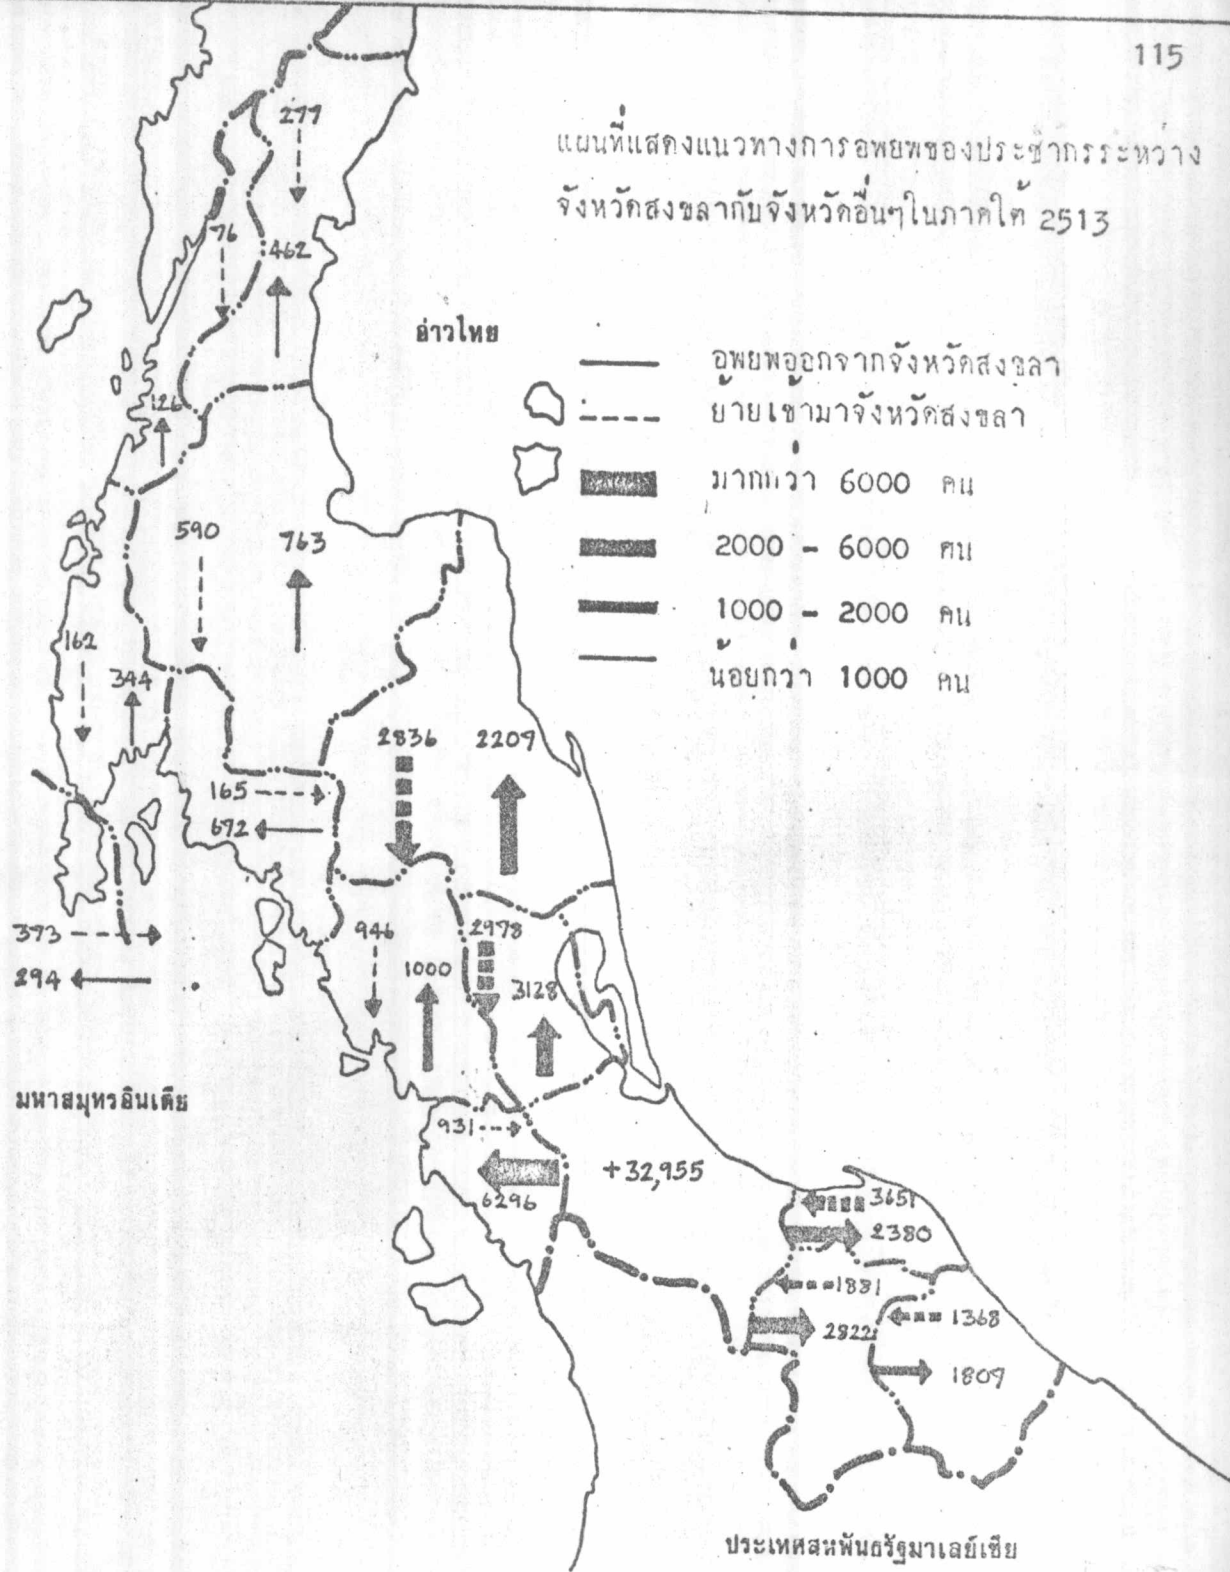 115
แผนที่แสดงแนวทางการอพยพของประชากรระหว่าง
จังหวัดสงขลากับจังหวัดอื่นๆในภาคใต้ 2513
277
76
462
อ่าวไทย
อพยพออกจากจังหวัดสงขลา
ย้ายเข้ามาจังหวัดสงขลา
126
มากกว่า 6000 คน
590
763
2000 - 6000 คน
1000 - 2000 คน
162
344
น้อยกว่า 1000 คน
2836
2209
165
672
373
946
2978
294
1000
3128
มหาสมุทรอินเดีย
931
+32,955
6296
3651
2380
1881
1368
2822
1809
ประเทศสหพันธรัฐมาเลย์เซีย